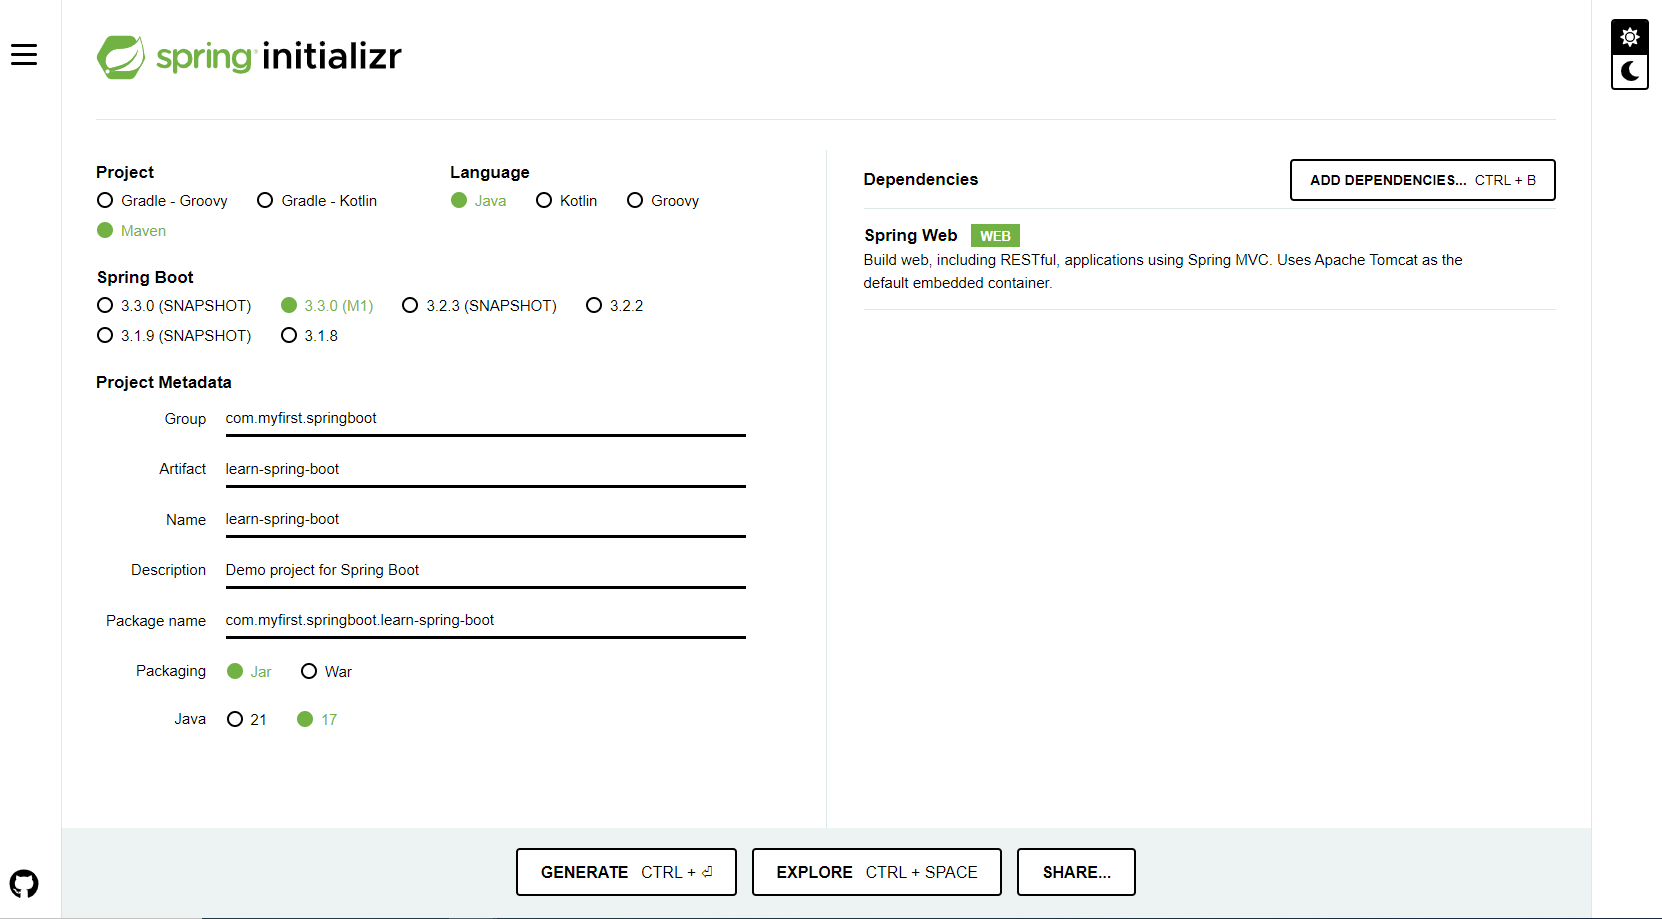 spring initializr
Project
Gradle - Groovy Gradle - Kotlin
Maven
Language
Java Kotlin Groovy
Spring Boot
3.3.0 (SNAPSHOT) 3.3.0 (M1) 3.2.3 (SNAPSHOT) 3.2.2
3.1.9 (SNAPSHOT) 3.1.8
Project Metadata
Group com.myfirst.springboot
Artifact learn-spring-boot
Name learn-spring-boot
Description Demo project for Spring Boot
Package name com.myfirst.springboot.learn-spring-boot
Packaging Jar War
Java 21 17
Dependencies ADD DEPENDENCIES... CTRL + B
Spring Web WEB
Build web, including RESTful, applications using Spring MVC. Uses Apache Tomcat as the
default embedded container.
GENERATE CTRL + ⏎ EXPLORE CTRL + SPACE SHARE...